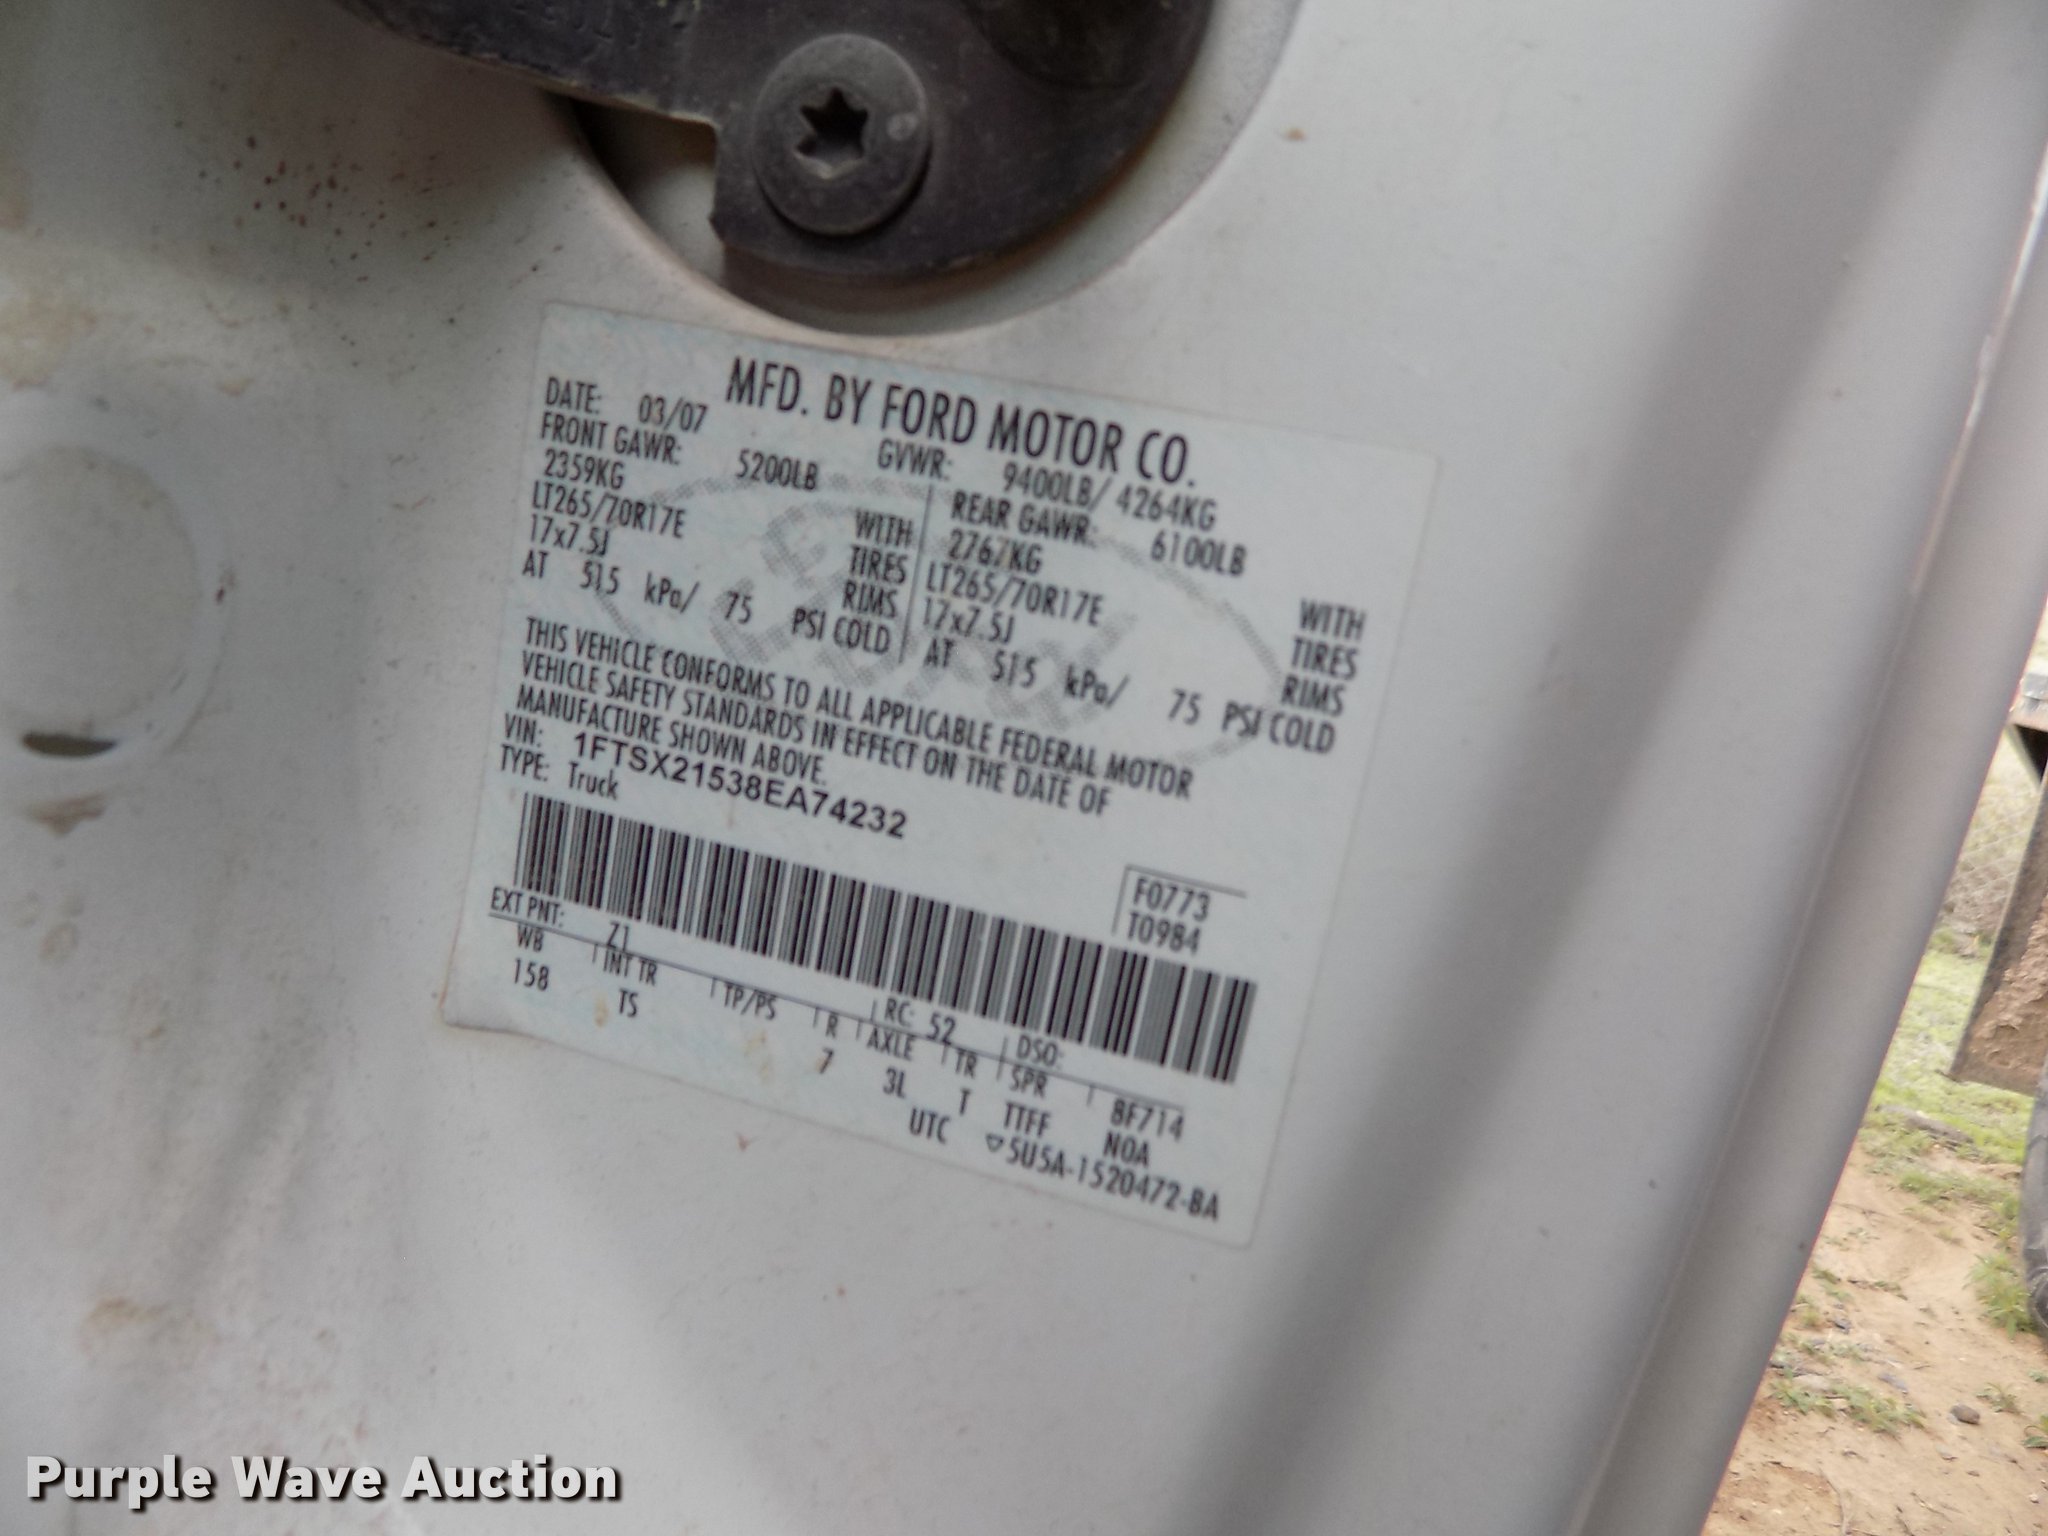 MFD. BY FORD MOTOR CO.
DATE: 03/07 GVWR: 9400LB/ 4264KG
FRONT GAWR: 5200LB REAR GAWR: 6100LB
2359KG WITH 2767KG WITH
LT265/70R17E TIRES LT265/70R17E TIRES
17x7.5J RIMS 17x7.5J RIMS
AT 515 kPa/ 75 PSI COLD AT 515 kPa/ 75 PSI COLD
THIS VEHICLE CONFORMS TO ALL APPLICABLE FEDERAL MOTOR
VEHICLE SAFETY STANDARDS IN EFFECT ON THE DATE OF
MANUFACTURE SHOWN ABOVE.
VIN: 1FTSX21538EA74232
TYPE: Truck
F0773
T0984
EXT PNT: Z1 RC: 52 DSO:
WB INT TR TP/PS R AXLE TR SPR 8F714
158 TS 7 3L T TTFF NOA
UTC ▽5U5A-1520472-BA
Purple Wave Auction